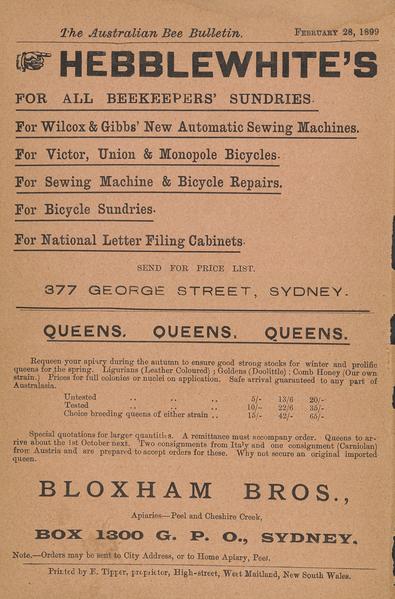 The Australian Bee Bulletin. FEBRUARY 28, 1899
HEBBLEWHITE'S
FOR ALL BEEKEEPERS' SUNDRIES.
For Wilcox & Gibbs' New Automatic Sewing Machines.
For Victor, Union & Monopole Bicycles.
For Sewing Machine & Bicycle Repairs.
For Bicycle Sundries.
For National Letter Filing Cabinets.
SEND FOR PRICE LIST.
377 GEORGE STREET, SYDNEY.
QUEENS. QUEENS. QUEENS.
Requeen your apiary during the autumn to ensure good strong stocks for winter and prolific
queens for the spring. Ligurians (Leather Coloured); Goldens (Doolittle); Comb Honey (Our own
strain.) Prices for full colonies or nuclei on application. Safe arrival guaranteed to any part of
Australasia.
Untested .. .. .. 5/- 13/6 20/-
Tested .. .. .. 10/- 22/6 35/-
Choice breeding queens of either strain .. 15/- 42/- 65/-
Special quotations for larger quantities. A remittance must accompany order. Queens to ar-
rive about the 1st October next. Two consignments from Italy and one consignment (Carniolan)
from Austria and are prepared to accept orders for these. Why not secure an original imported
queen.
BLOXHAM BROS.,
Apiaries—Peel and Cheshire Creek,
BOX 1300 G. P. O., SYDNEY.
Note.—Orders may be sent to City Address, or to Home Apiary, Peel.
Printed by E. Tipper, proprietor, High-street, West Maitland, New South Wales.